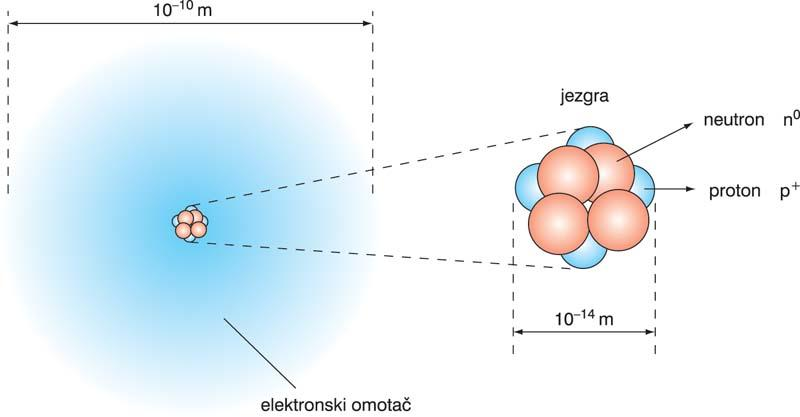 10⁻¹⁰ m
jezgra
neutron n⁰
proton p⁺
10⁻¹⁴ m
elektronski omotač